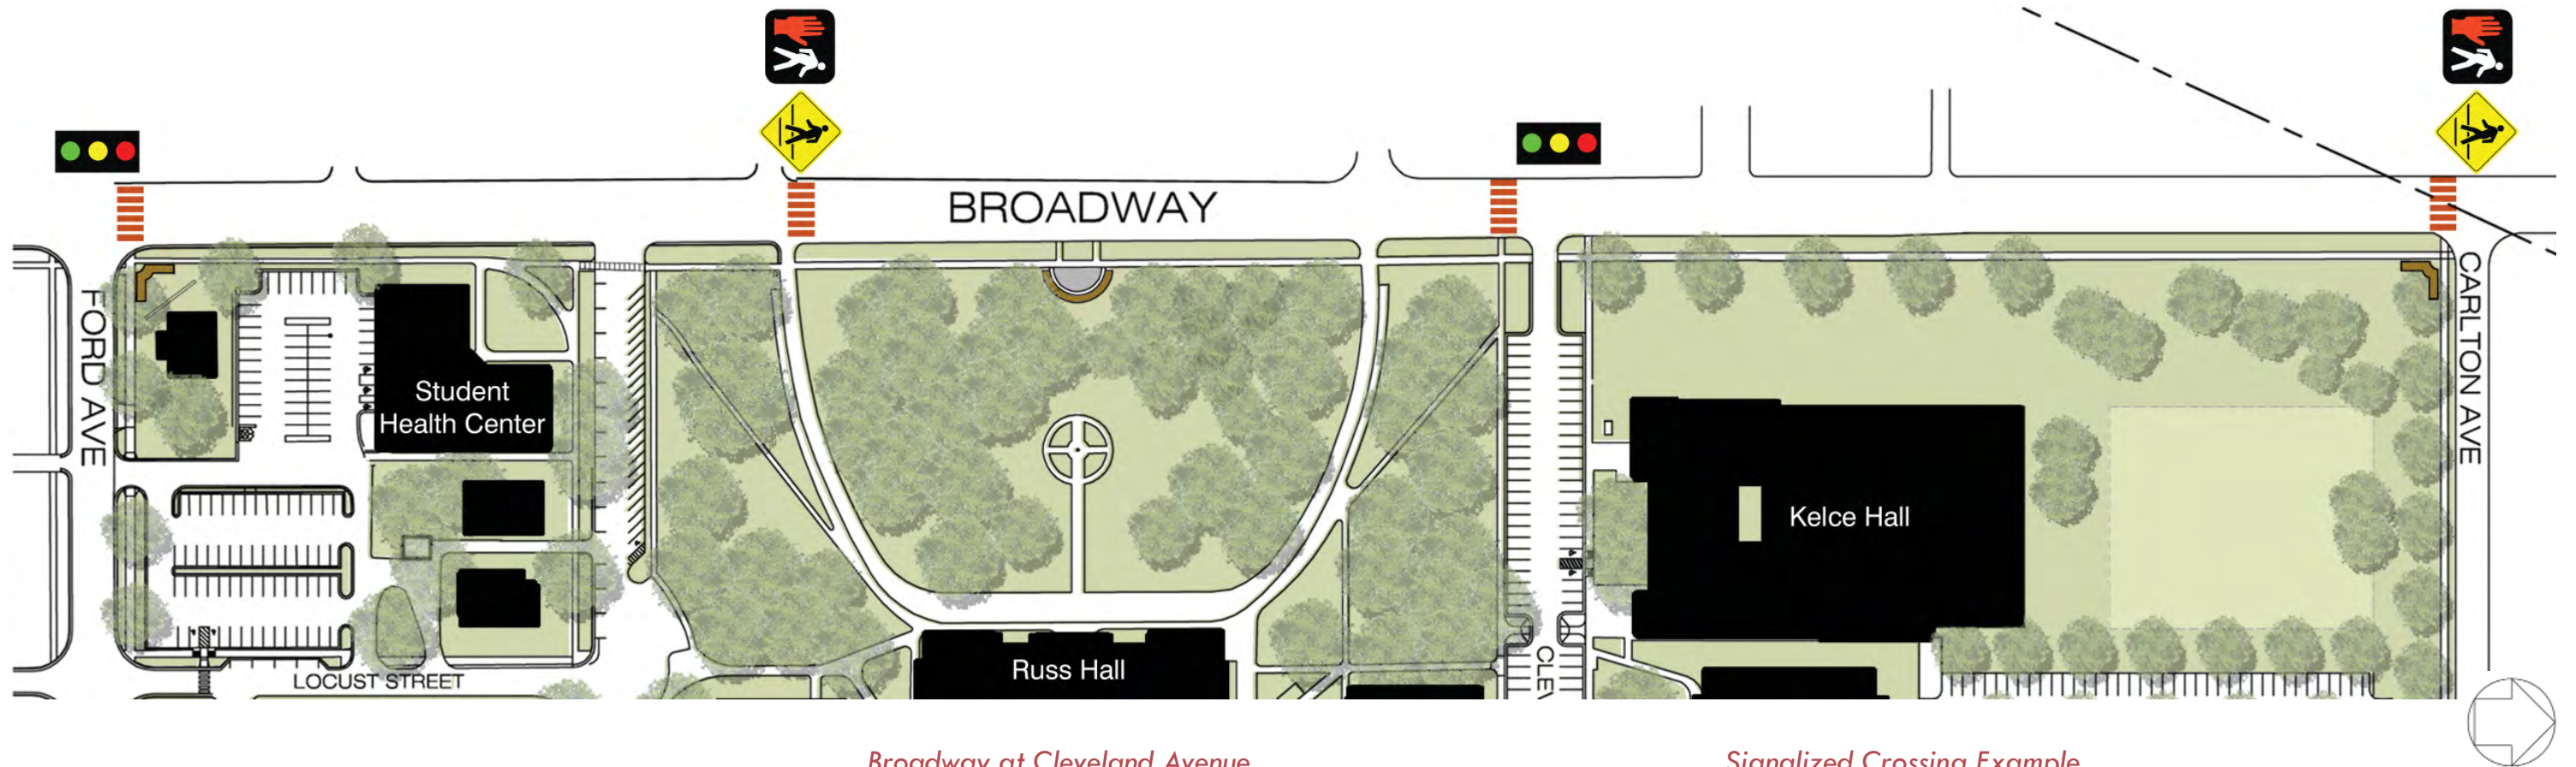 BROADWAY
FORD AVE
CARLTON AVE
Student
Health Center
Kelce Hall
Russ Hall
LOCUST STREET
CLEV
Broadway at Cleveland Avenue
Signalized Crossing Example